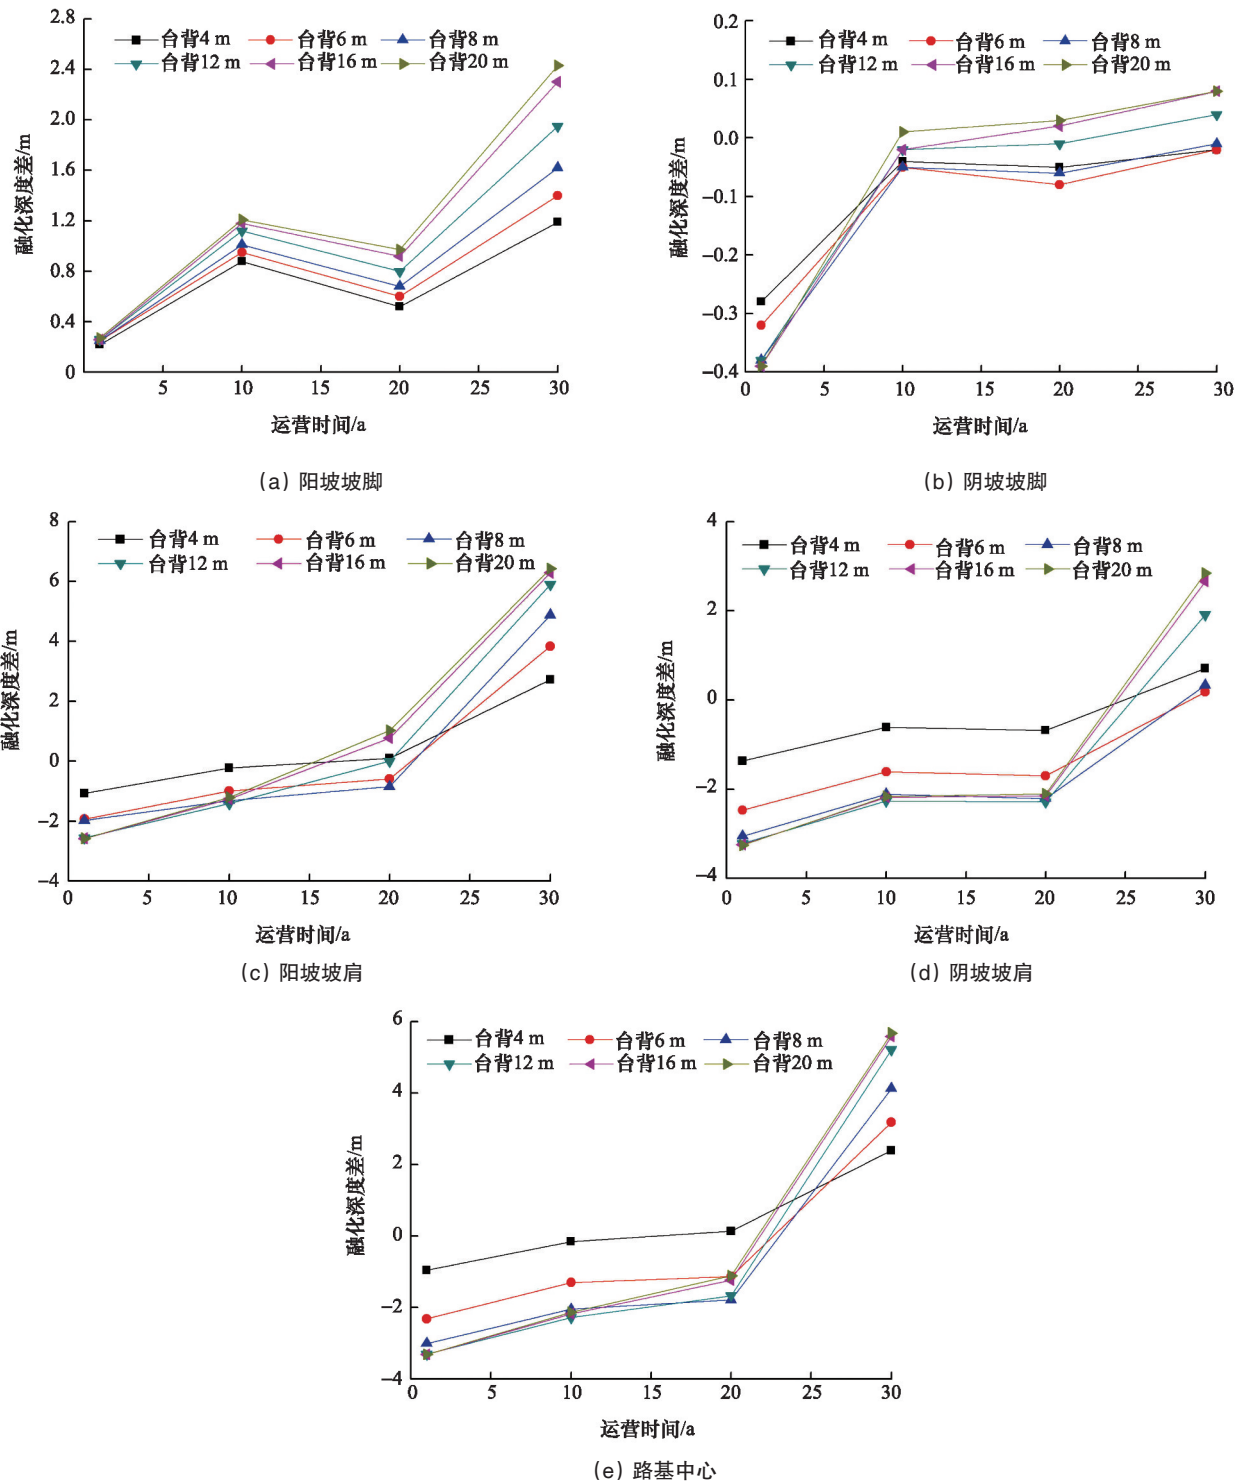 2.8
2.4
2.0
1.6
1.2
0.8
0.4
0
融化深度差/m
台背4 m 台背6 m 台背8 m
台背12 m 台背16 m 台背20 m
5 10 15 20 25 30
运营时间/a
(a) 阳坡坡脚
0.2
0.1
0.0
−0.1
−0.2
−0.3
−0.4
融化深度差/m
台背4 m 台背6 m 台背8 m
台背12 m 台背16 m 台背20 m
0 5 10 15 20 25 30
运营时间/a
(b) 阴坡坡脚
8
6
4
2
0
−2
−4
融化深度差/m
台背4 m 台背6 m 台背8 m
台背12 m 台背16 m 台背20 m
0 5 10 15 20 25 30
运营时间/a
(c) 阳坡坡肩
4
2
0
−2
−4
融化深度差/m
台背4 m 台背6 m 台背8 m
台背12 m 台背16 m 台背20 m
0 5 10 15 20 25 30
运营时间/a
(d) 阴坡坡肩
6
4
2
0
−2
−4
融化深度差/m
台背4 m 台背6 m 台背8 m
台背12 m 台背16 m 台背20 m
0 5 10 15 20 25 30
运营时间/a
(e) 路基中心